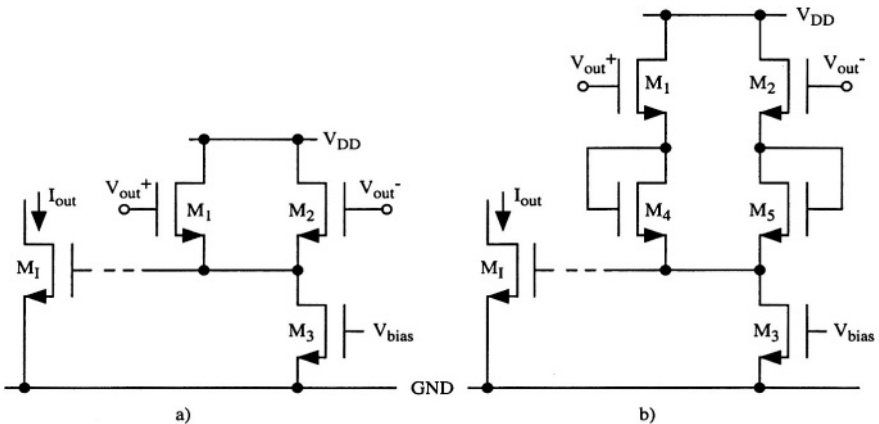 V_DD
V_out+
M_1
M_2
V_out-
I_out
M_I
M_3
V_bias
a)
GND
V_DD
V_out+
M_1
M_2
V_out-
M_4
M_5
I_out
M_I
M_3
V_bias
b)